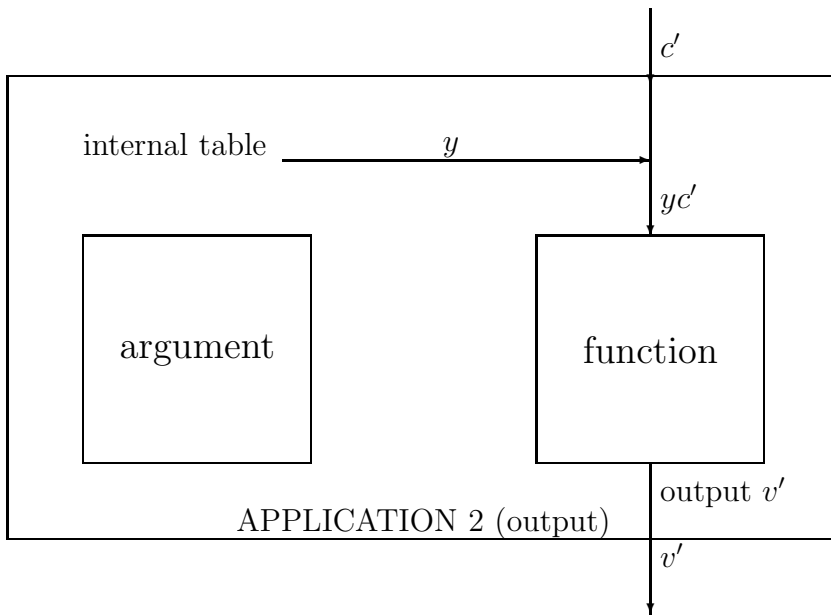 c′
internal table
y
yc′
argument
function
output v′
APPLICATION 2 (output)
v′